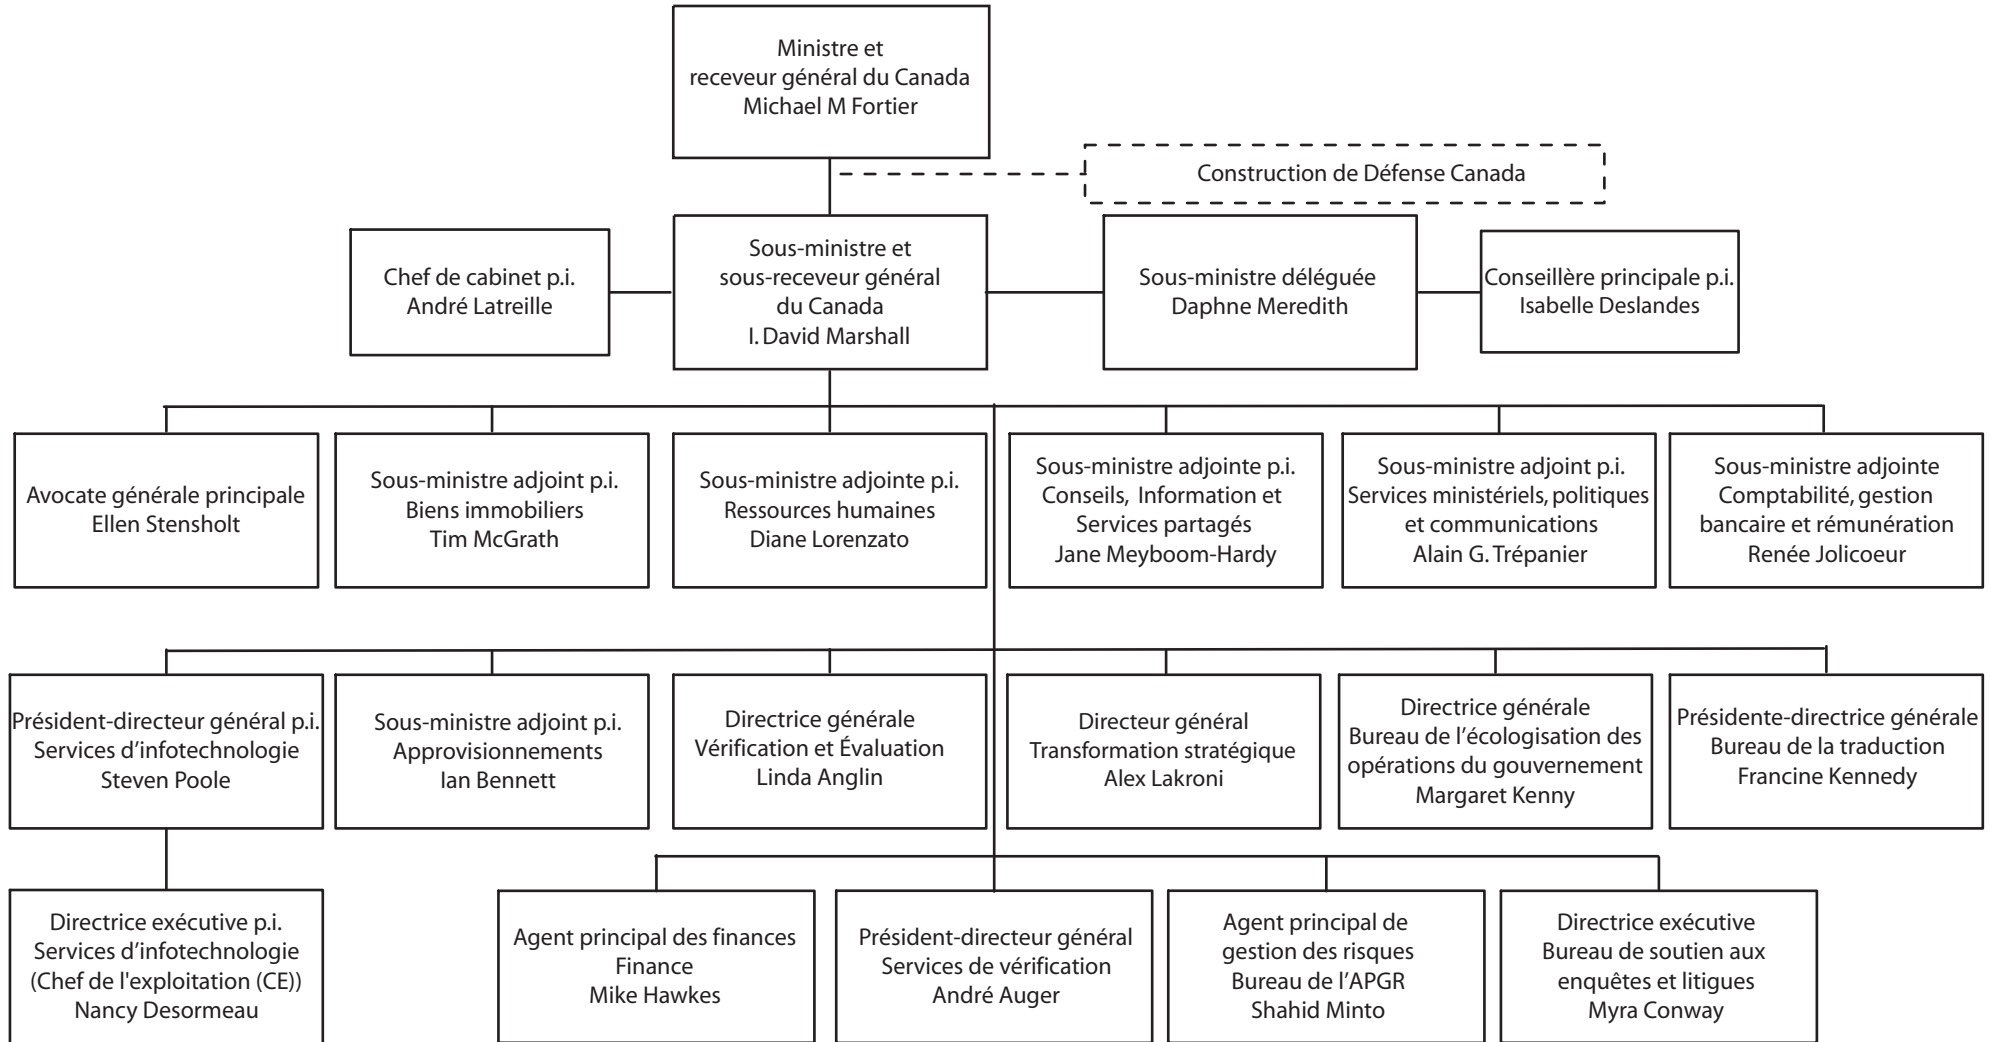 Ministre et
receveur général du Canada
Michael M Fortier
Construction de Défense Canada
Chef de cabinet p.i.
André Latreille
Sous-ministre et
sous-receveur général
du Canada
I. David Marshall
Sous-ministre déléguée
Daphne Meredith
Conseillère principale p.i.
Isabelle Deslandes
Avocate générale principale
Ellen Stensholt
Sous-ministre adjoint p.i.
Biens immobiliers
Tim McGrath
Sous-ministre adjointe p.i.
Ressources humaines
Diane Lorenzato
Sous-ministre adjointe p.i.
Conseils, Information et
Services partagés
Jane Meyboom-Hardy
Sous-ministre adjoint p.i.
Services ministériels, politiques
et communications
Alain G. Trépanier
Sous-ministre adjointe
Comptabilité, gestion
bancaire et rémunération
Renée Jolicoeur
Président-directeur général p.i.
Services d'infotechnologie
Steven Poole
Sous-ministre adjoint p.i.
Approvisionnements
Ian Bennett
Directrice générale
Vérification et Évaluation
Linda Anglin
Directeur général
Transformation stratégique
Alex Lakroni
Directrice générale
Bureau de l'écologisation des
opérations du gouvernement
Margaret Kenny
Présidente-directrice générale
Bureau de la traduction
Francine Kennedy
Directrice exécutive p.i.
Services d'infotechnologie
(Chef de l'exploitation (CE))
Nancy Desormeau
Agent principal des finances
Finance
Mike Hawkes
Président-directeur général
Services de vérification
André Auger
Agent principal de
gestion des risques
Bureau de l'APGR
Shahid Minto
Directrice exécutive
Bureau de soutien aux
enquêtes et litigues
Myra Conway